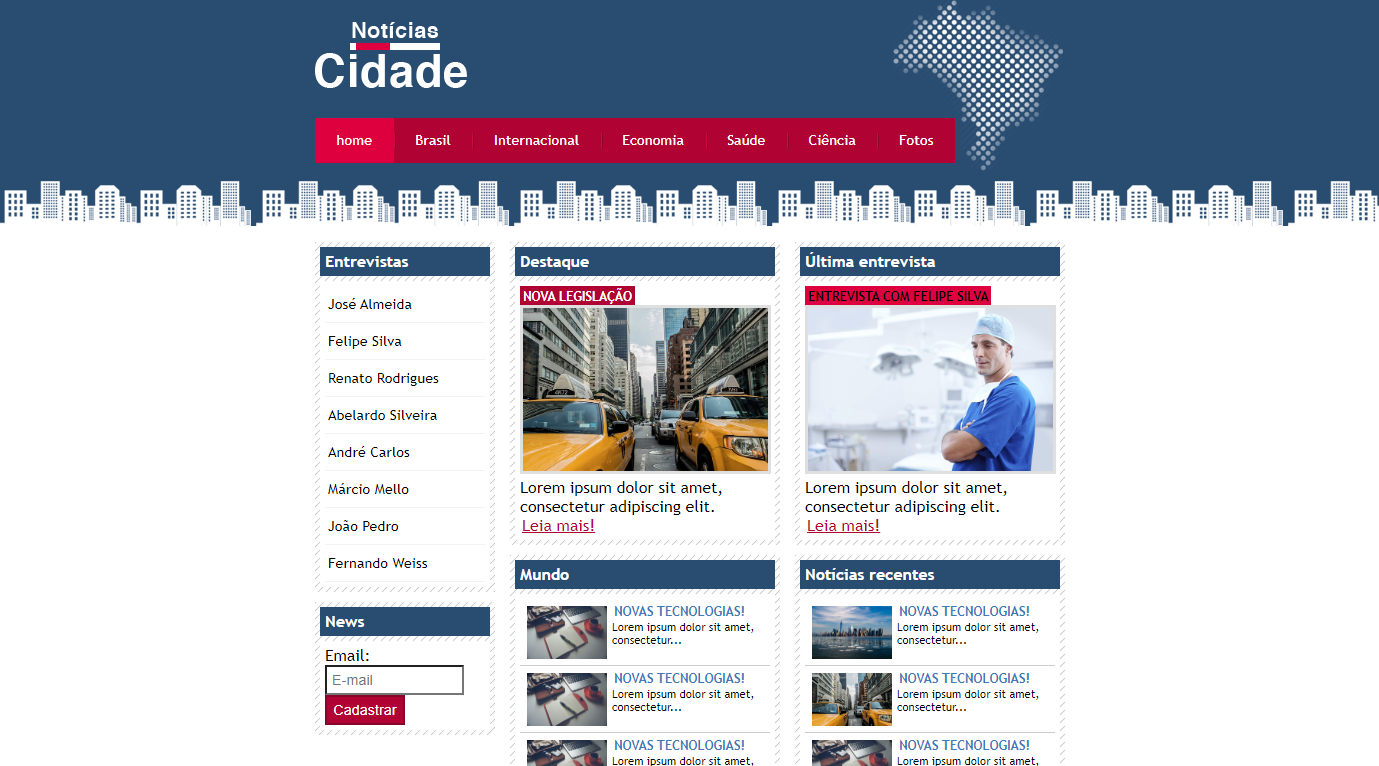 Notícias
Cidade
home
Brasil
Internacional
Economia
Saúde
Ciência
Fotos
Entrevistas
José Almeida
Felipe Silva
Renato Rodrigues
Abelardo Silveira
André Carlos
Márcio Mello
João Pedro
Fernando Weiss
News
Email:
E-mail
Cadastrar
Destaque
NOVA LEGISLAÇÃO
Lorem ipsum dolor sit amet,
consectetur adipiscing elit.
Leia mais!
Última entrevista
ENTREVISTA COM FELIPE SILVA
Lorem ipsum dolor sit amet,
consectetur adipiscing elit.
Leia mais!
Mundo
NOVAS TECNOLOGIAS!
Lorem ipsum dolor sit amet,
consectetur...
NOVAS TECNOLOGIAS!
Lorem ipsum dolor sit amet,
consectetur...
NOVAS TECNOLOGIAS!
Lorem ipsum dolor sit amet,
Notícias recentes
NOVAS TECNOLOGIAS!
Lorem ipsum dolor sit amet,
consectetur...
NOVAS TECNOLOGIAS!
Lorem ipsum dolor sit amet,
consectetur...
NOVAS TECNOLOGIAS!
Lorem ipsum dolor sit amet,